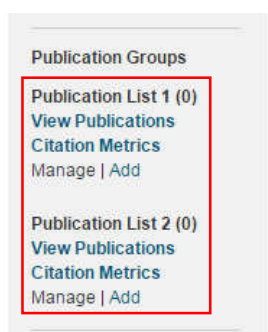 Publication Groups
Publication List 1 (0)
View Publications
Citation Metrics
Manage | Add
Publication List 2 (0)
View Publications
Citation Metrics
Manage | Add